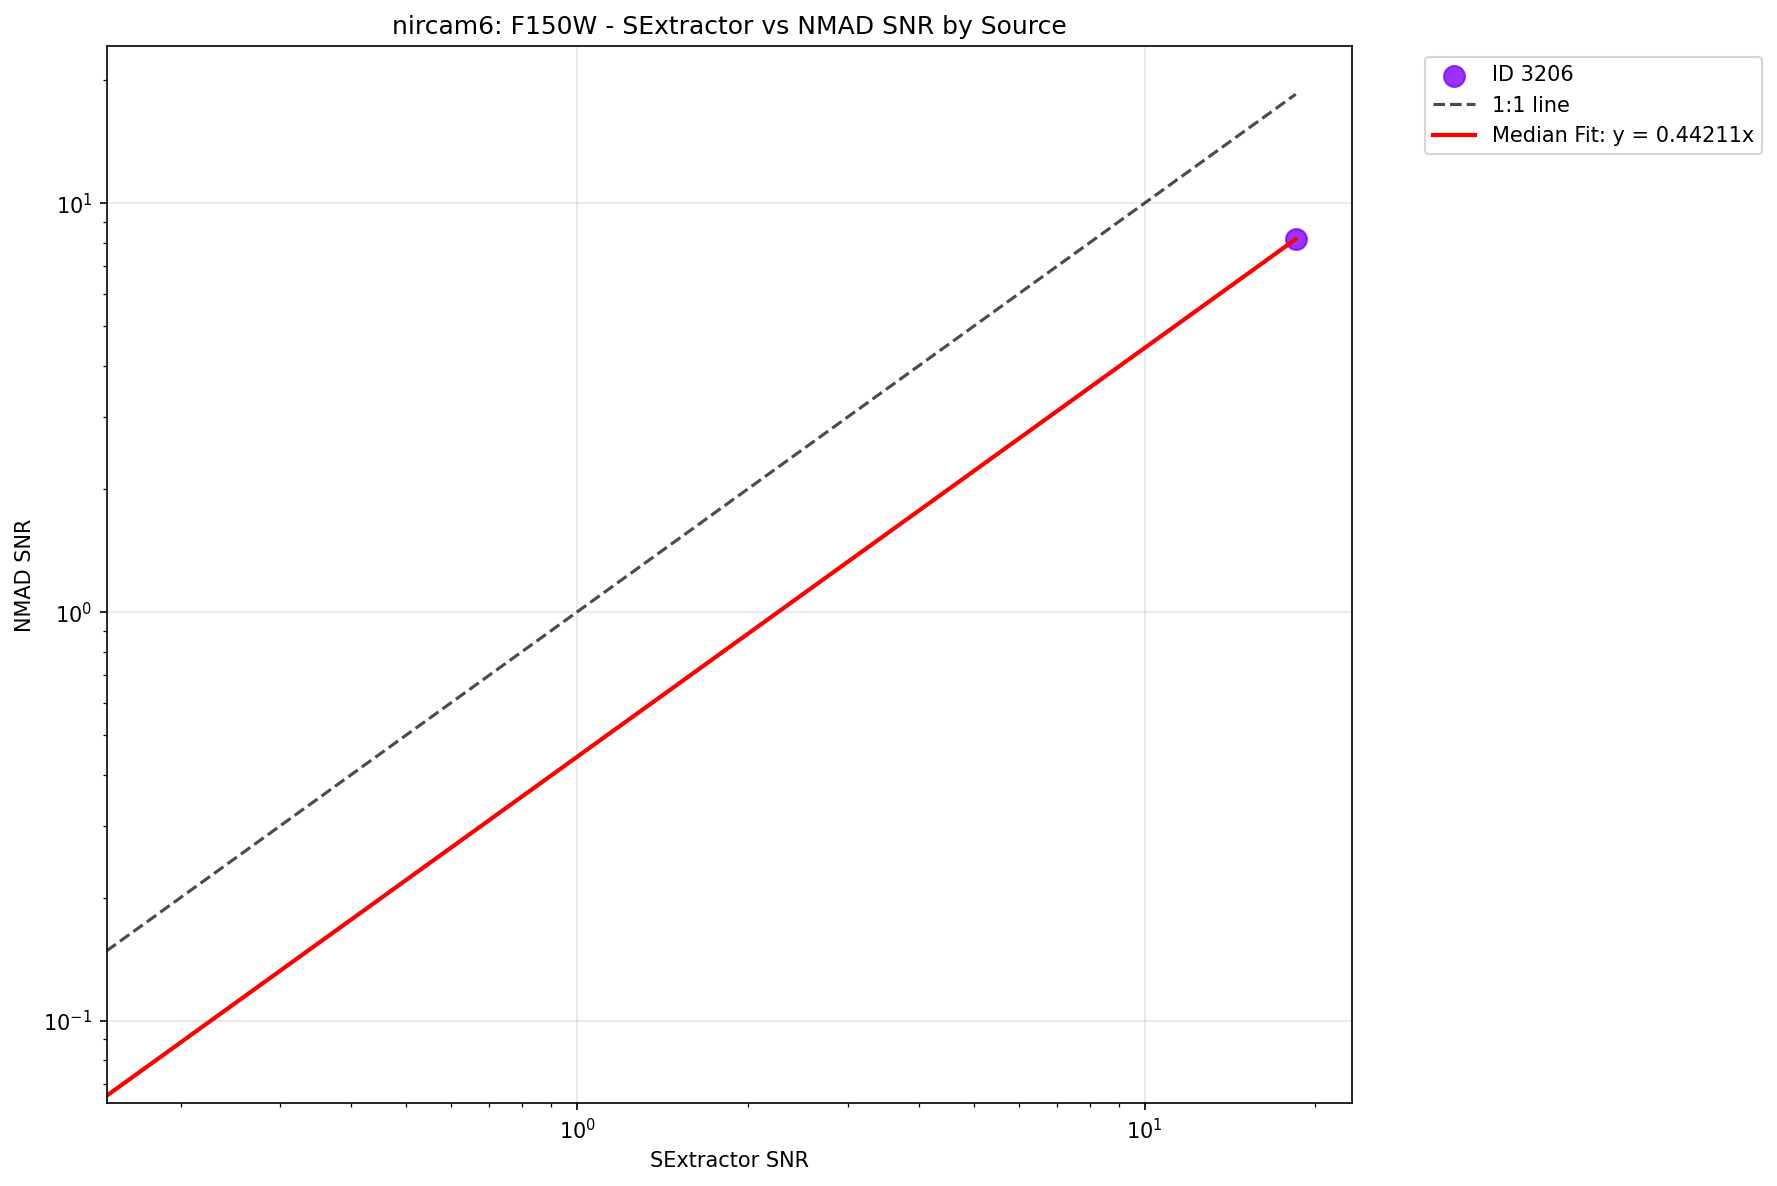 nircam6: F150W - SExtractor vs NMAD SNR by Source
ID 3206
1:1 line
Median Fit: y = 0.44211x
NMAD SNR
10¹
10⁰
10⁻¹
10⁰
10¹
SExtractor SNR